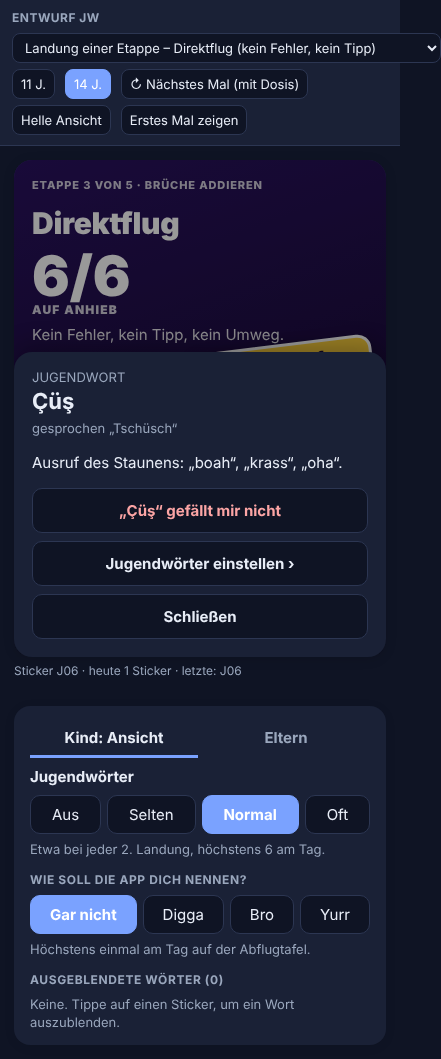 ENTWURF JW
Landung einer Etappe – Direktflug (kein Fehler, kein Tipp)
11 J. 14 J. ↻ Nächstes Mal (mit Dosis)
Helle Ansicht Erstes Mal zeigen
ETAPPE 3 VON 5 · BRÜCHE ADDIEREN
Direktflug
6/6
AUF ANHIEB
Kein Fehler, kein Tipp, kein Umweg.
JUGENDWORT
Çüş
gesprochen „Tschüsch“
Ausruf des Staunens: „boah“, „krass“, „oha“.
„Çüş“ gefällt mir nicht
Jugendwörter einstellen ›
Schließen
Sticker J06 · heute 1 Sticker · letzte: J06
Kind: Ansicht Eltern
Jugendwörter
Aus Selten Normal Oft
Etwa bei jeder 2. Landung, höchstens 6 am Tag.
WIE SOLL DIE APP DICH NENNEN?
Gar nicht Digga Bro Yurr
Höchstens einmal am Tag auf der Abflugtafel.
AUSGEBLENDETE WÖRTER (0)
Keine. Tippe auf einen Sticker, um ein Wort
auszublenden.